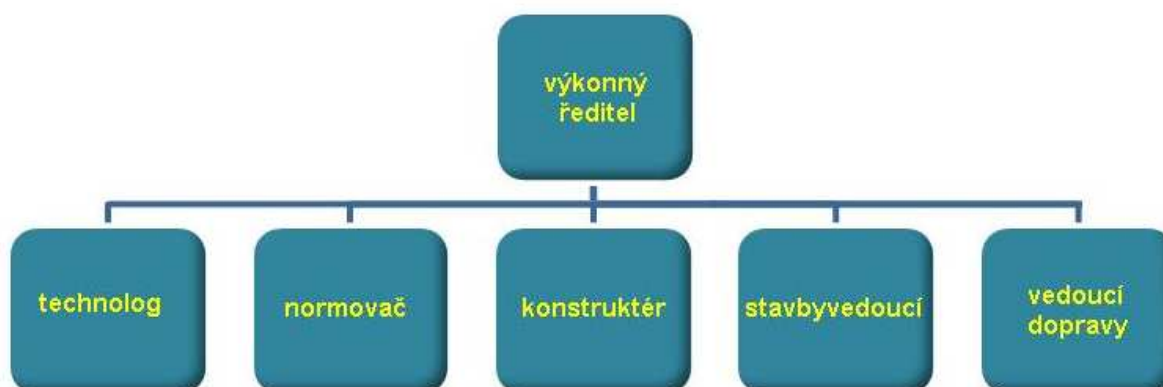 výkonný
ředitel
technolog
normovač
konstruktér
stavbyvedoucí
vedoucí
dopravy